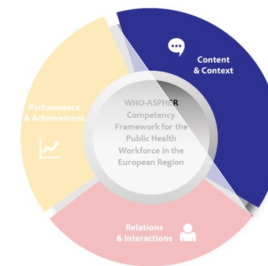 Content
& Context
Performance
& Achievement
WHO-ASPHER
Competency
Framework for the
Public Health
Workforce in the
European Region
Relations
& Interactions